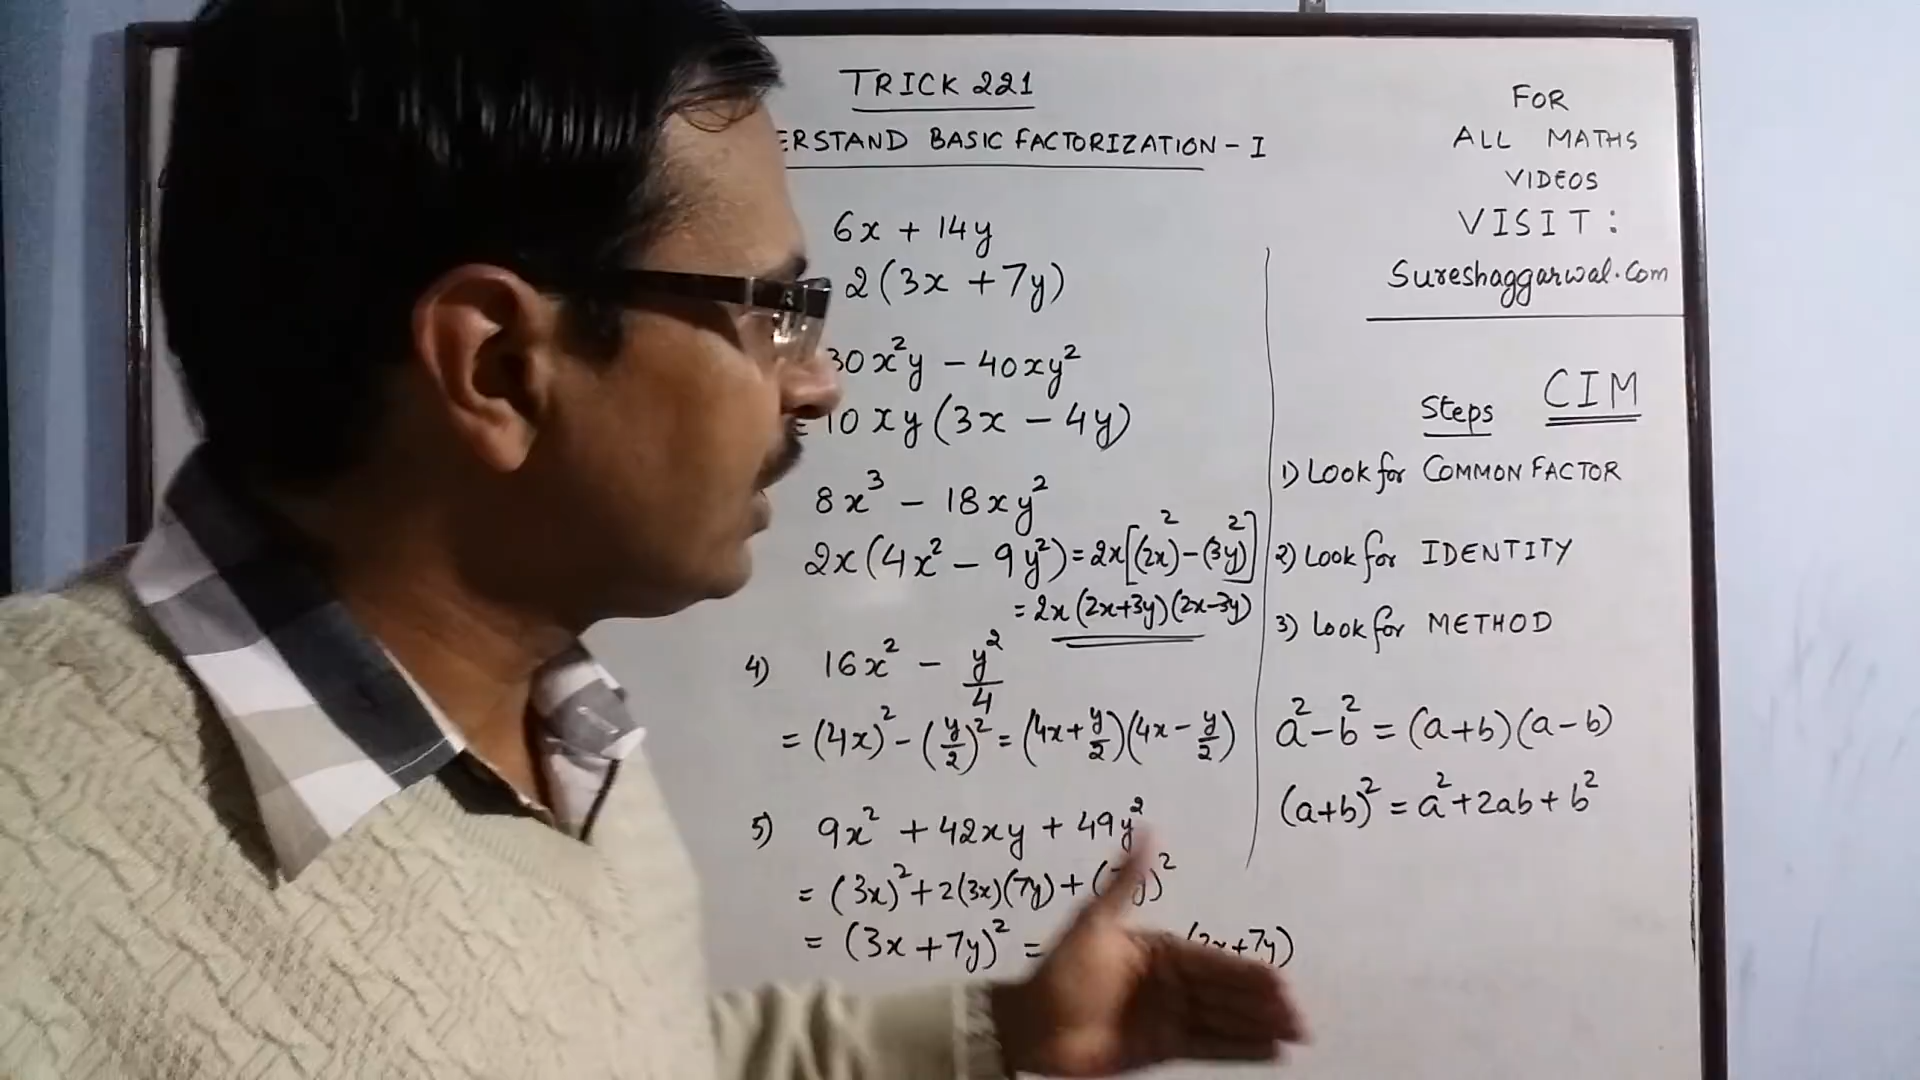 TRICK 221
ERSTAND BASIC FACTORIZATION - I
6x + 14y
2(3x + 7y)
30x²y - 40xy²
= 10xy(3x - 4y)
8x³ - 18xy²
2x(4x² - 9y²) = 2x[(2x)² - (3y)²]
= 2x(2x+3y)(2x-3y)
4) 16x² - y²/4
= (4x)² - (y/2)² = (4x + y/2)(4x - y/2)
5) 9x² + 42xy + 49y²
= (3x)² + 2(3x)(7y) + ( y)²
= (3x + 7y)² = (3x+7y)
FOR
ALL MATHS
VIDEOS
VISIT:
Sureshaggarwal.com
Steps CIM
1) Look for COMMON FACTOR
2) Look for IDENTITY
3) Look for METHOD
a² - b² = (a+b)(a-b)
(a+b)² = a² + 2ab + b²